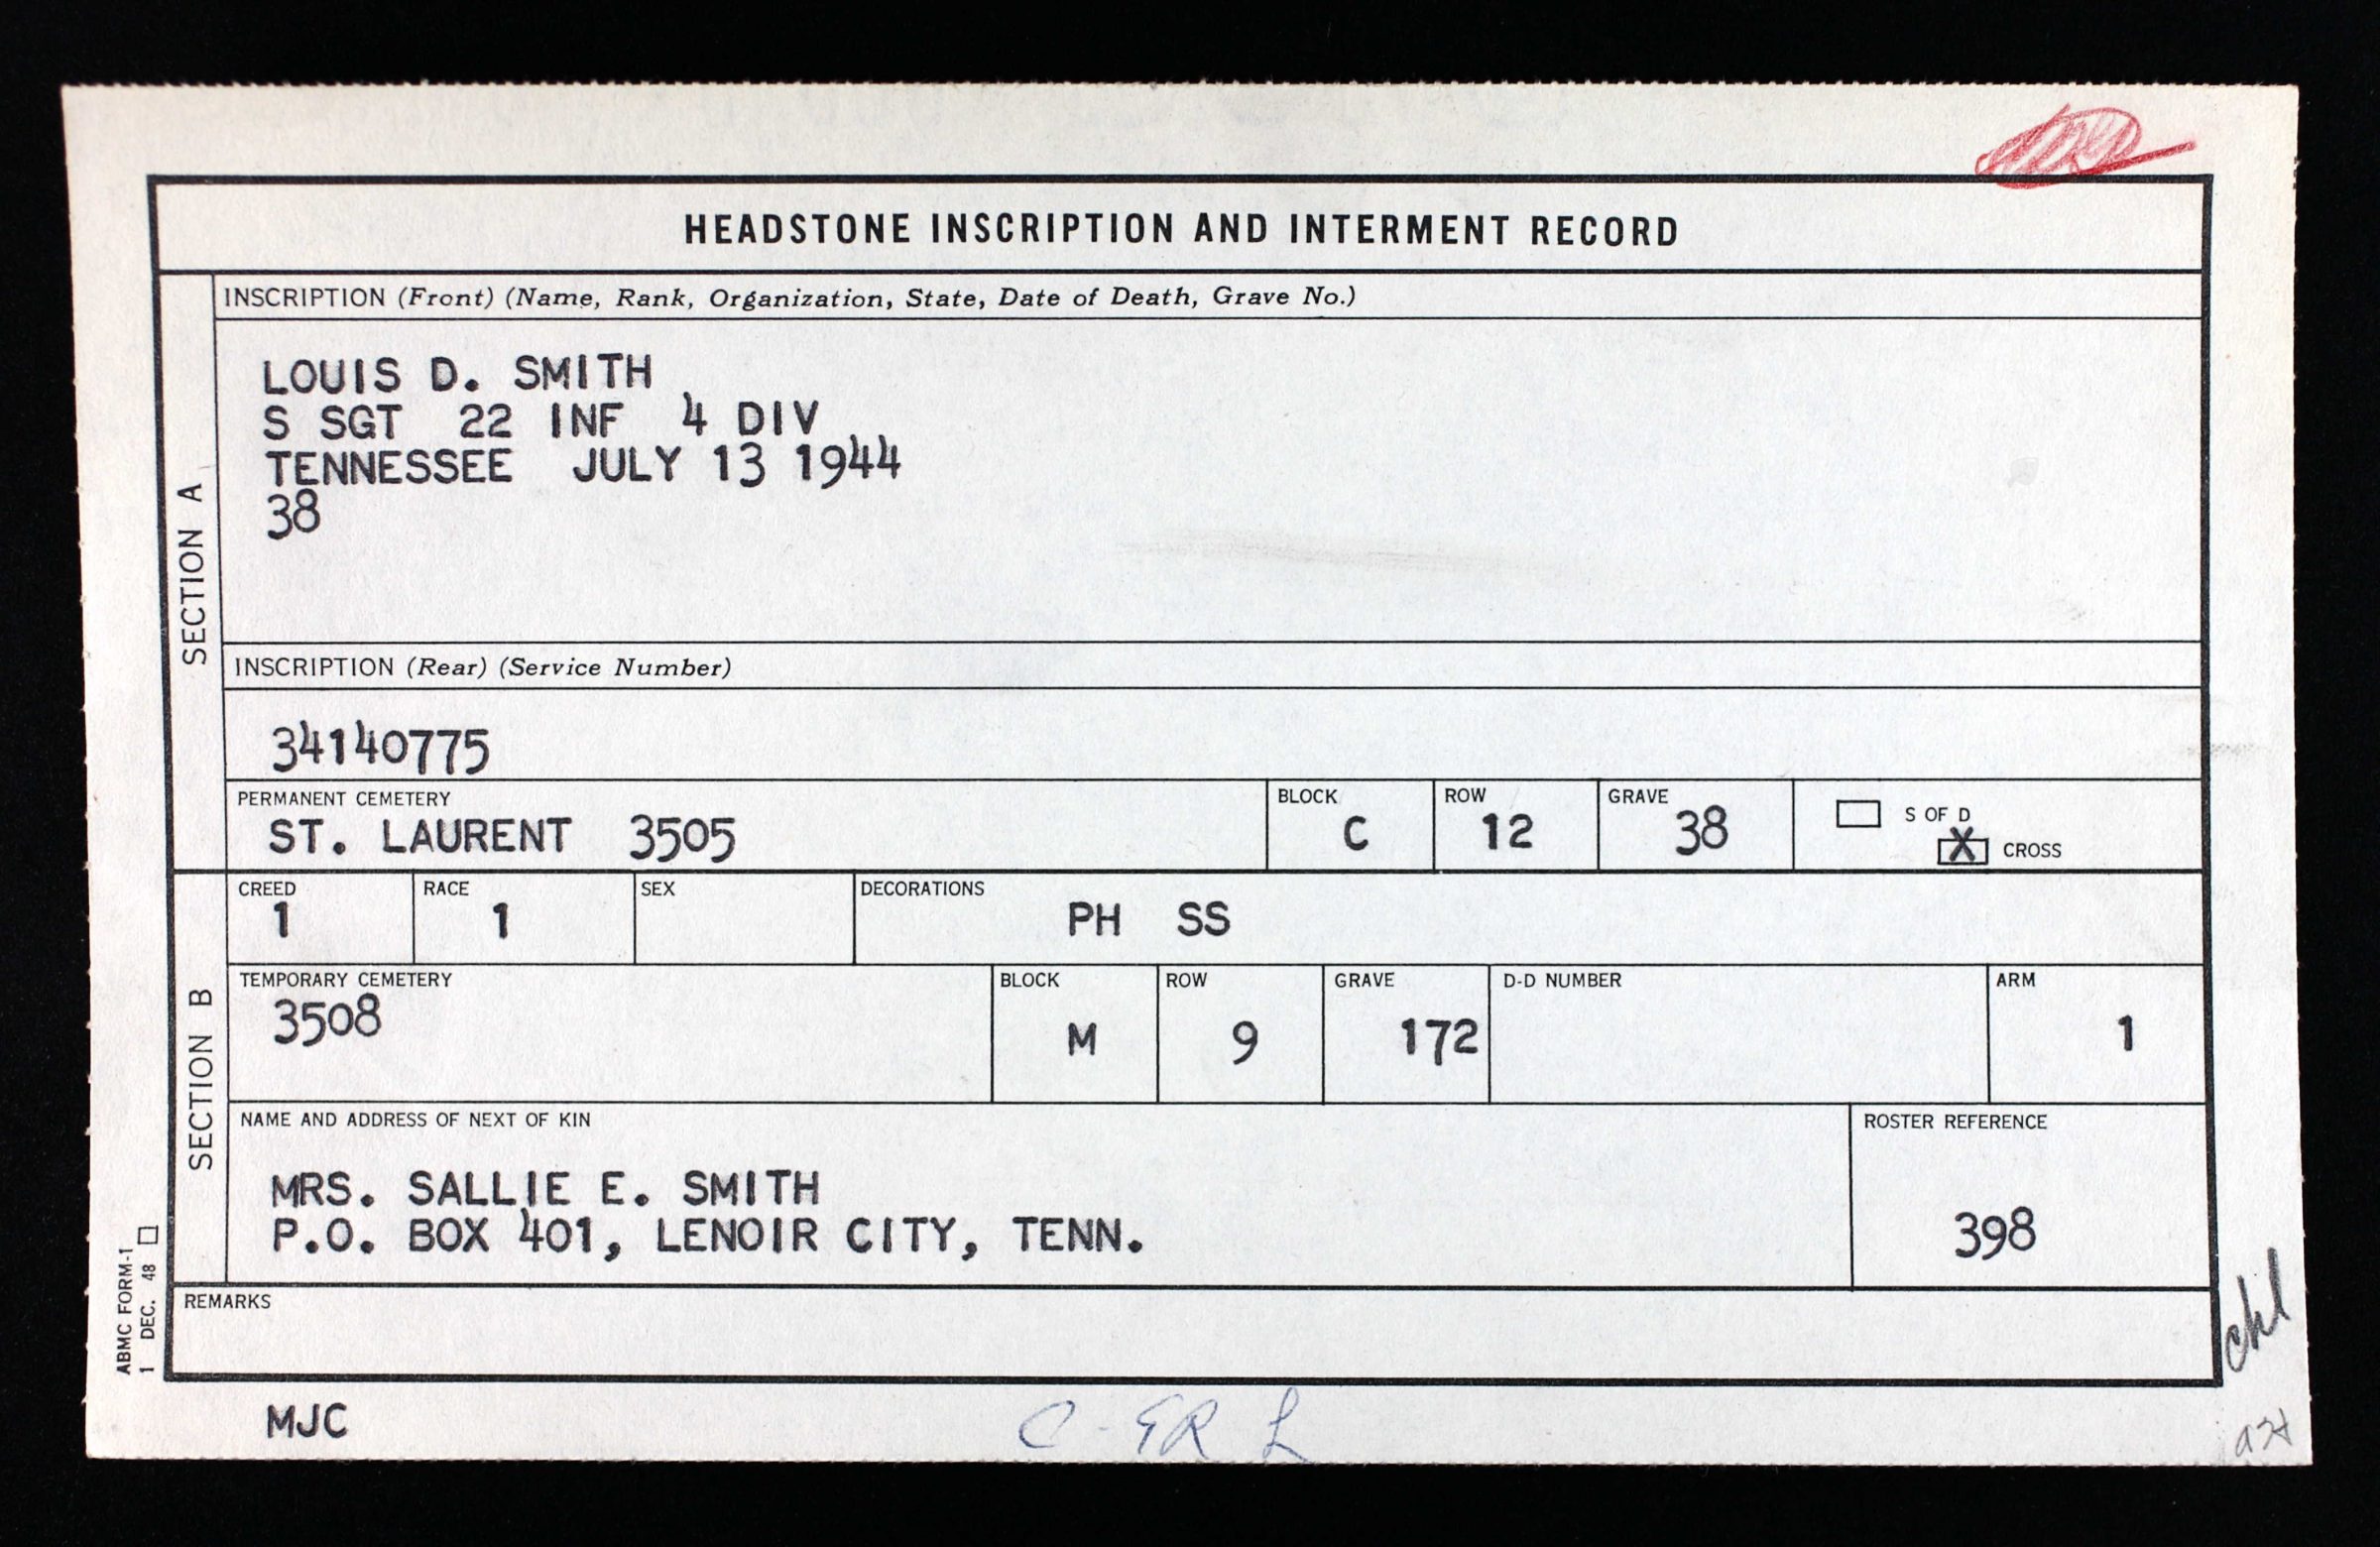 HEADSTONE INSCRIPTION AND INTERMENT RECORD
SECTION A
INSCRIPTION (Front) (Name, Rank, Organization, State, Date of Death, Grave No.)
LOUIS D. SMITH
S SGT 22 INF 4 DIV
TENNESSEE JULY 13 1944
38
INSCRIPTION (Rear) (Service Number)
34140775
PERMANENT CEMETERY BLOCK ROW GRAVE S OF D
ST. LAURENT 3505 C 12 38 X CROSS
SECTION B
CREED RACE SEX DECORATIONS
1 1 PH SS
TEMPORARY CEMETERY BLOCK ROW GRAVE D-D NUMBER ARM
3508 M 9 172 1
NAME AND ADDRESS OF NEXT OF KIN ROSTER REFERENCE
MRS. SALLIE E. SMITH
P.O. BOX 401, LENOIR CITY, TENN. 398
REMARKS
ABMC FORM-1
1 DEC. 48
MJC